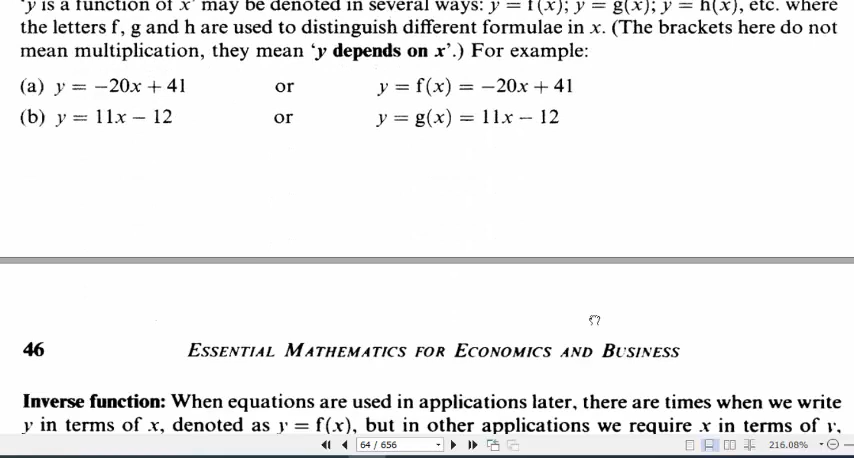 'y is a function of x' may be denoted in several ways: y = f(x); y = g(x); y = h(x), etc. where
the letters f, g and h are used to distinguish different formulae in x. (The brackets here do not
mean multiplication, they mean 'y depends on x'.) For example:
(a) y = −20x + 41 or y = f(x) = −20x + 41
(b) y = 11x − 12 or y = g(x) = 11x − 12
46 ESSENTIAL MATHEMATICS FOR ECONOMICS AND BUSINESS
Inverse function: When equations are used in applications later, there are times when we write
y in terms of x, denoted as y = f(x), but in other applications we require x in terms of y,
64 / 656 216.08%